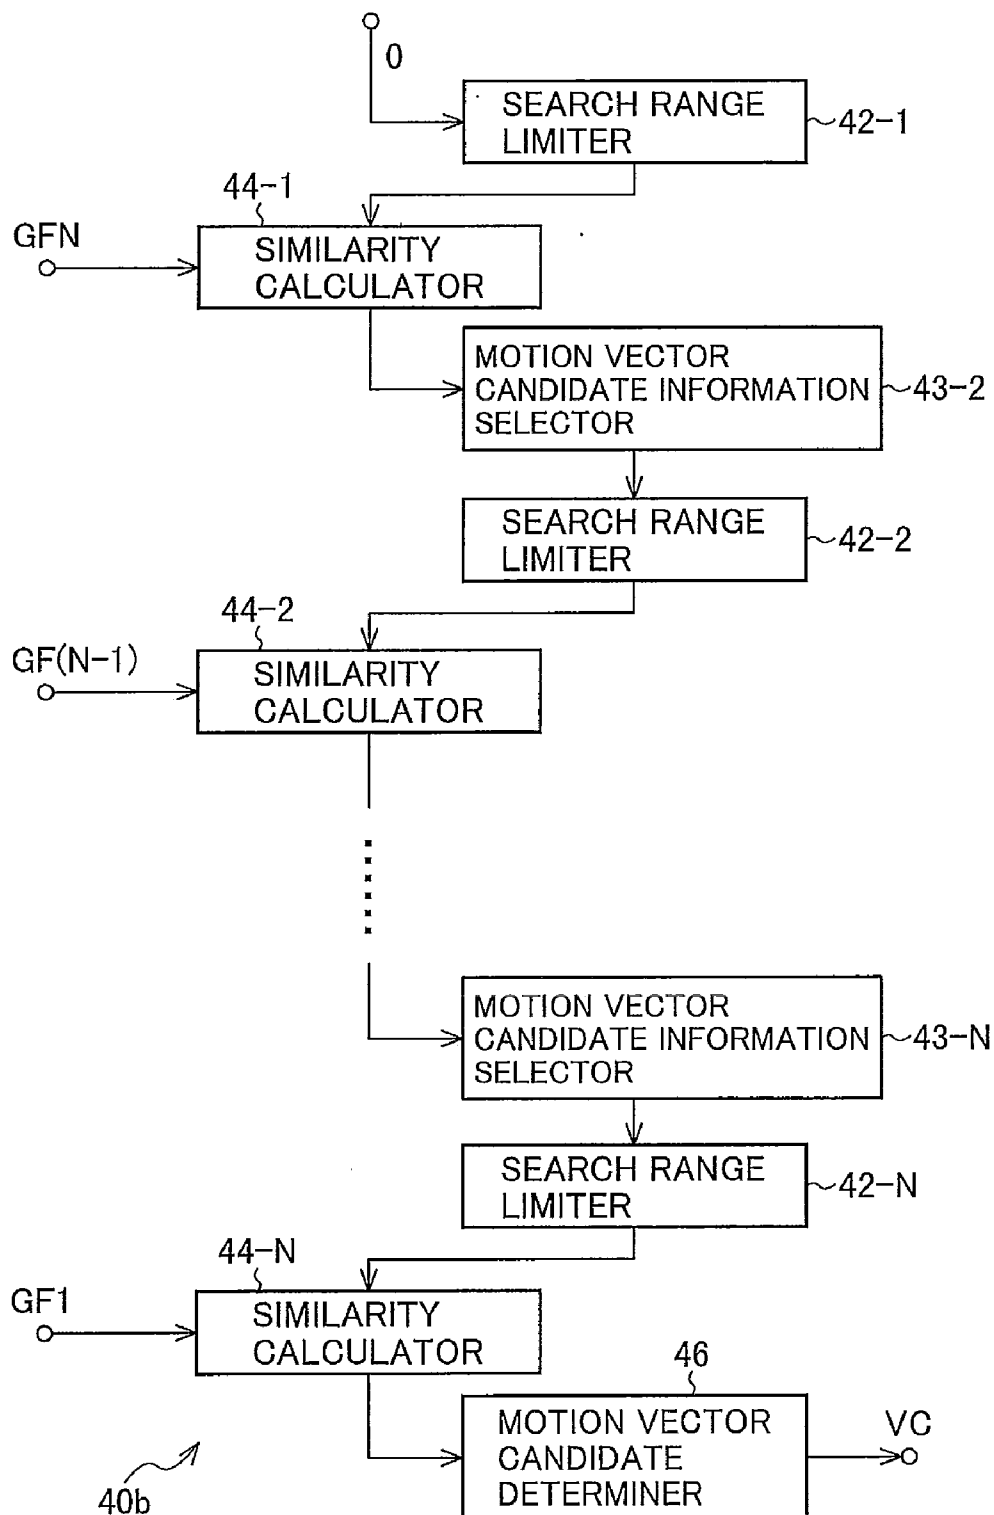 0
SEARCH RANGE
LIMITER
42-1
44-1
GFN
SIMILARITY
CALCULATOR
MOTION VECTOR
CANDIDATE INFORMATION
SELECTOR
43-2
SEARCH RANGE
LIMITER
42-2
44-2
GF(N-1)
SIMILARITY
CALCULATOR
MOTION VECTOR
CANDIDATE INFORMATION
SELECTOR
43-N
SEARCH RANGE
LIMITER
42-N
44-N
GF1
SIMILARITY
CALCULATOR
46
MOTION VECTOR
CANDIDATE
DETERMINER
VC
40b